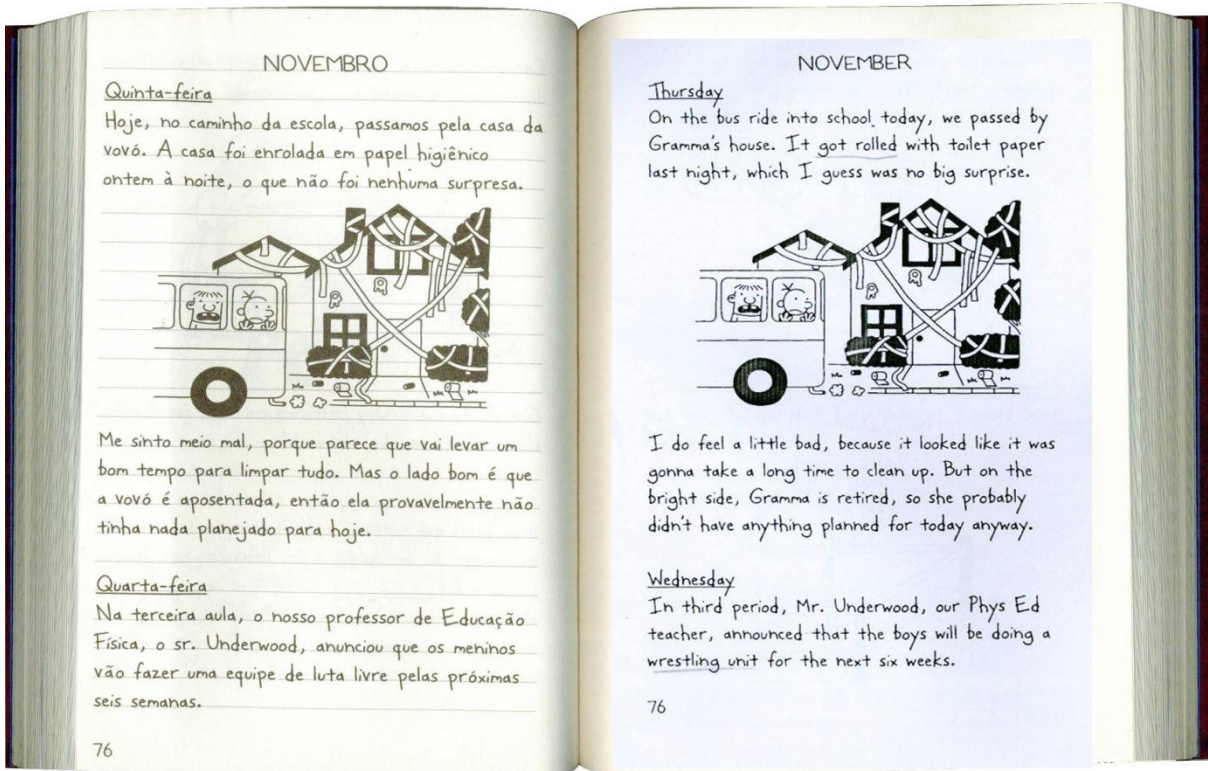 NOVEMBRO
Quinta-feira
Hoje, no caminho da escola, passamos pela casa da
vovó. A casa foi enrolada em papel higiênico
ontem à noite, o que não foi nenhuma surpresa.
Me sinto meio mal, porque parece que vai levar um
bom tempo para limpar tudo. Mas o lado bom é que
a vovó é aposentada, então ela provavelmente não
tinha nada planejado para hoje.
Quarta-feira
Na terceira aula, o nosso professor de Educação
Física, o sr. Underwood, anunciou que os meninos
vão fazer uma equipe de luta livre pelas próximas
seis semanas.
76
NOVEMBER
Thursday
On the bus ride into school today, we passed by
Gramma's house. It got rolled with toilet paper
last night, which I guess was no big surprise.
I do feel a little bad, because it looked like it was
gonna take a long time to clean up. But on the
bright side, Gramma is retired, so she probably
didn't have anything planned for today anyway.
Wednesday
In third period, Mr. Underwood, our Phys Ed
teacher, announced that the boys will be doing a
wrestling unit for the next six weeks.
76